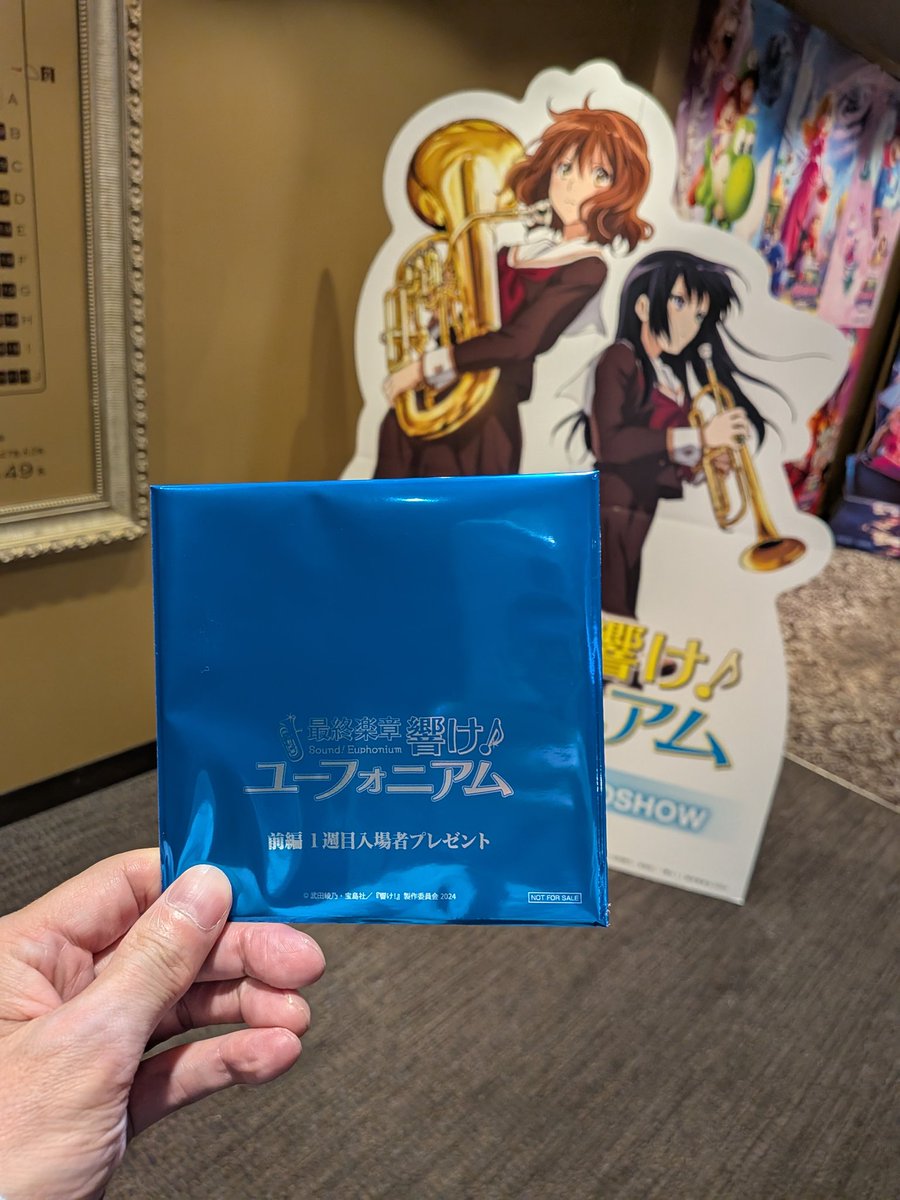 A
B
C
D
E
F
G
H
I
49
響け♪
ーアム
DSHOW
最終楽章 響け♪
Sound! Euphonium
ユーフォニアム
前編 1週目入場者プレゼント
© 武田綾乃・宝島社／『響け!』製作委員会 2024
NOT FOR SALE